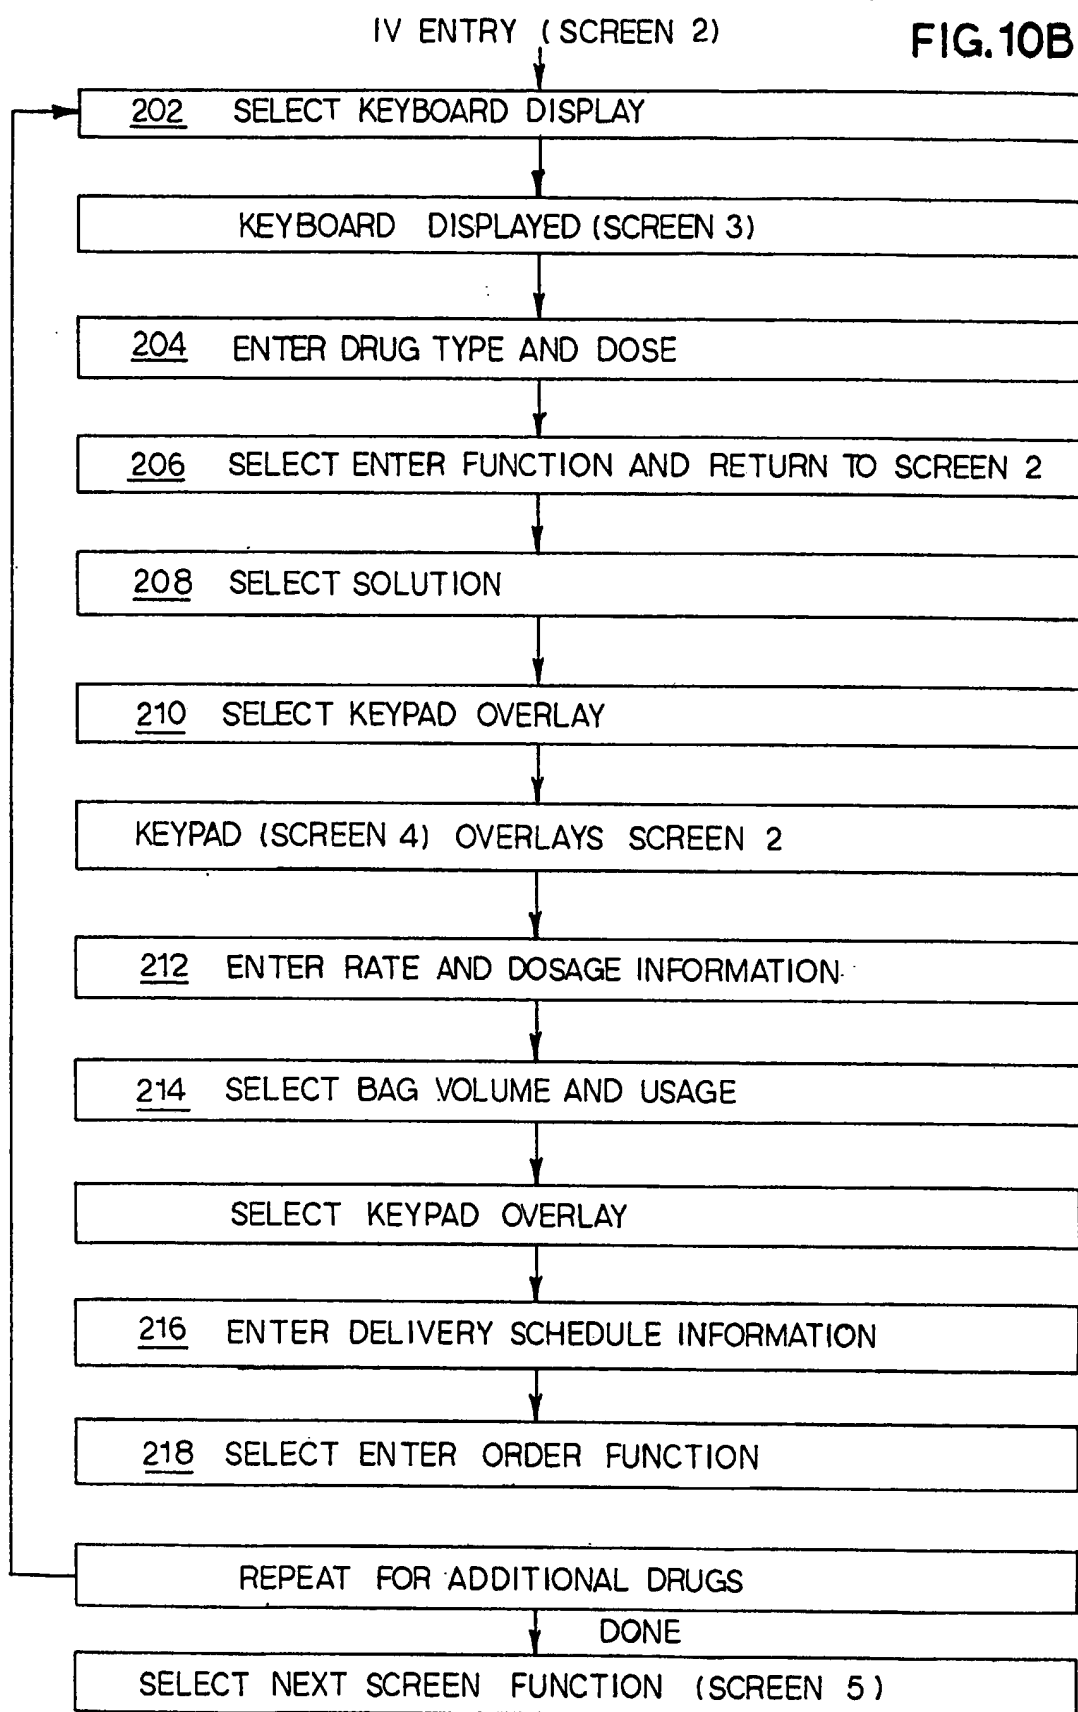 IV ENTRY (SCREEN 2)
FIG.10B
202 SELECT KEYBOARD DISPLAY
KEYBOARD DISPLAYED (SCREEN 3)
204 ENTER DRUG TYPE AND DOSE
206 SELECT ENTER FUNCTION AND RETURN TO SCREEN 2
208 SELECT SOLUTION
210 SELECT KEYPAD OVERLAY
KEYPAD (SCREEN 4) OVERLAYS SCREEN 2
212 ENTER RATE AND DOSAGE INFORMATION
214 SELECT BAG VOLUME AND USAGE
SELECT KEYPAD OVERLAY
216 ENTER DELIVERY SCHEDULE INFORMATION
218 SELECT ENTER ORDER FUNCTION
REPEAT FOR ADDITIONAL DRUGS
DONE
SELECT NEXT SCREEN FUNCTION (SCREEN 5)